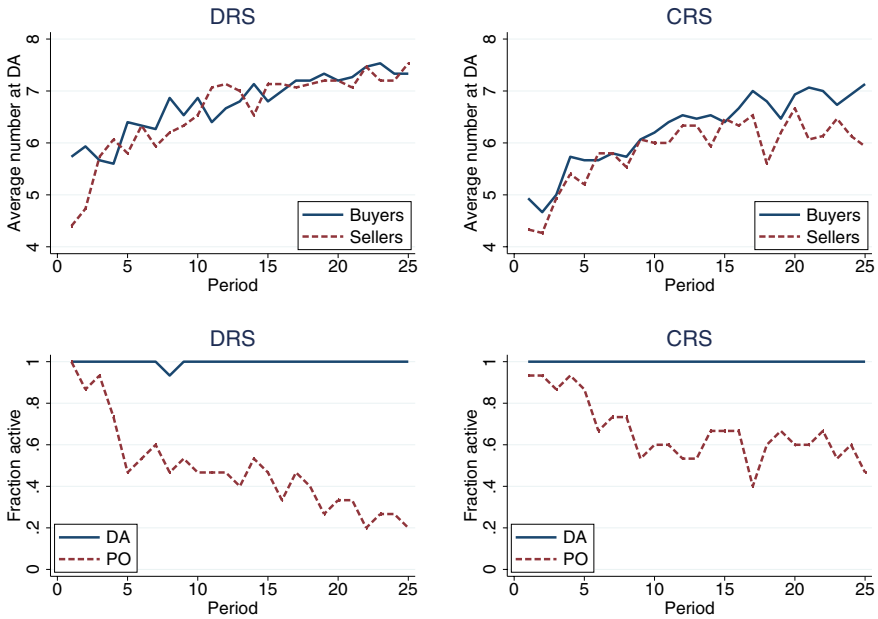 DRS
Average number at DA
8
7
6
5
4
Buyers
Sellers
0 5 10 15 20 25
Period
CRS
Average number at DA
8
7
6
5
4
Buyers
Sellers
0 5 10 15 20 25
Period
DRS
Fraction active
1
.8
.6
.4
.2
0
DA
PO
0 5 10 15 20 25
Period
CRS
Fraction active
1
.8
.6
.4
.2
0
DA
PO
0 5 10 15 20 25
Period